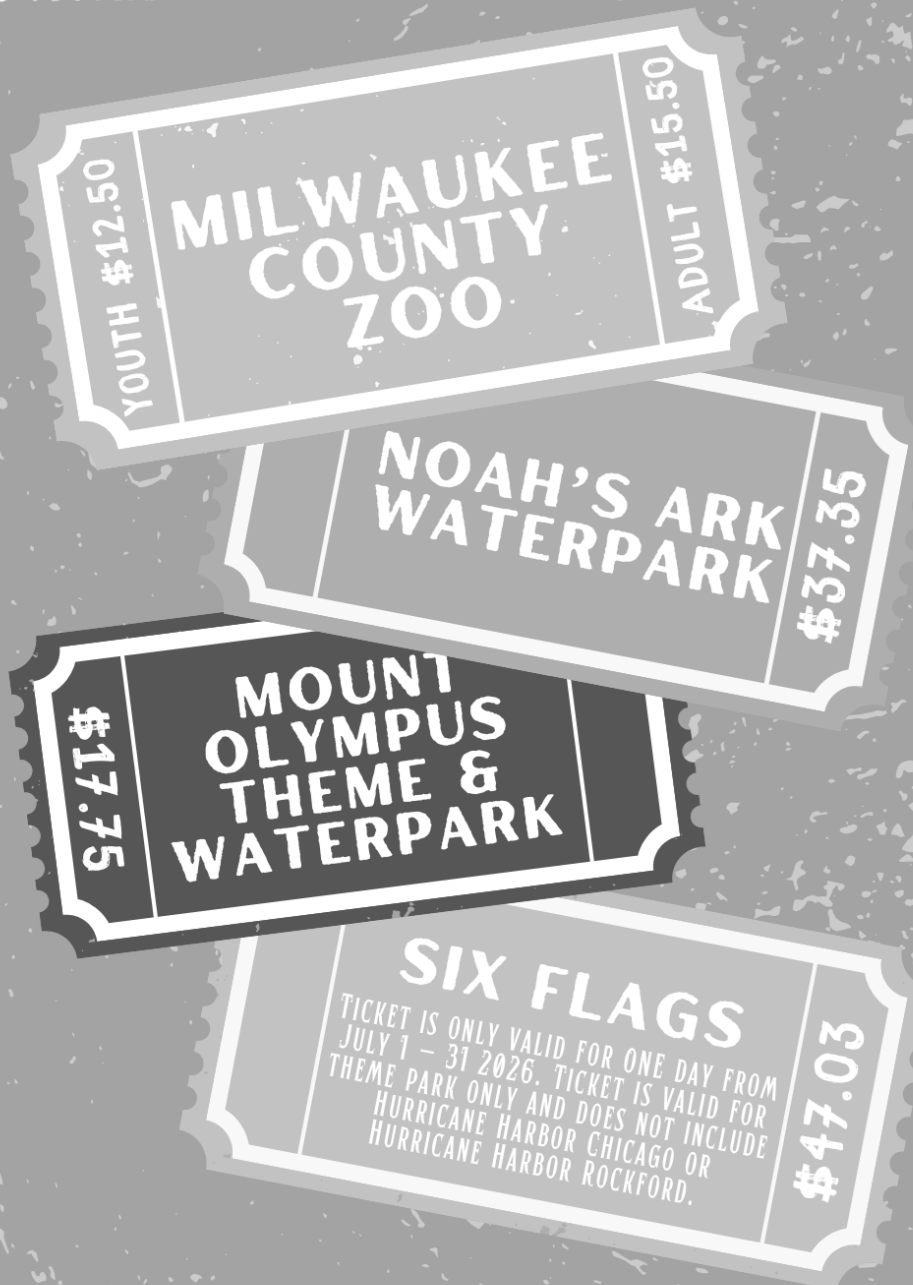 YOUTH $12.50
MILWAUKEE
COUNTY
ZOO
ADULT $15.50
NOAH'S ARK
WATERPARK
$37.35
$17.75
MOUNT
OLYMPUS
THEME &
WATERPARK
SIX FLAGS
TICKET IS ONLY VALID FOR ONE DAY FROM
JULY 1 – 31 2026. TICKET IS VALID FOR
THEME PARK ONLY AND DOES NOT INCLUDE
HURRICANE HARBOR CHICAGO OR
HURRICANE HARBOR ROCKFORD.
$47.03